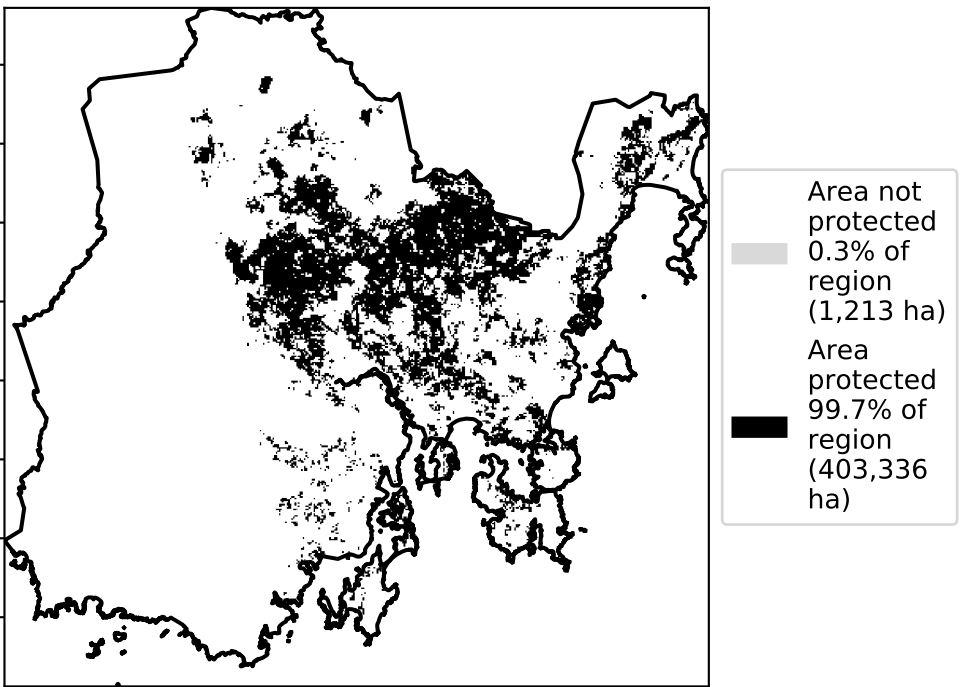 Area not
protected
0.3% of
region
(1,213 ha)
Area
protected
99.7% of
region
(403,336
ha)